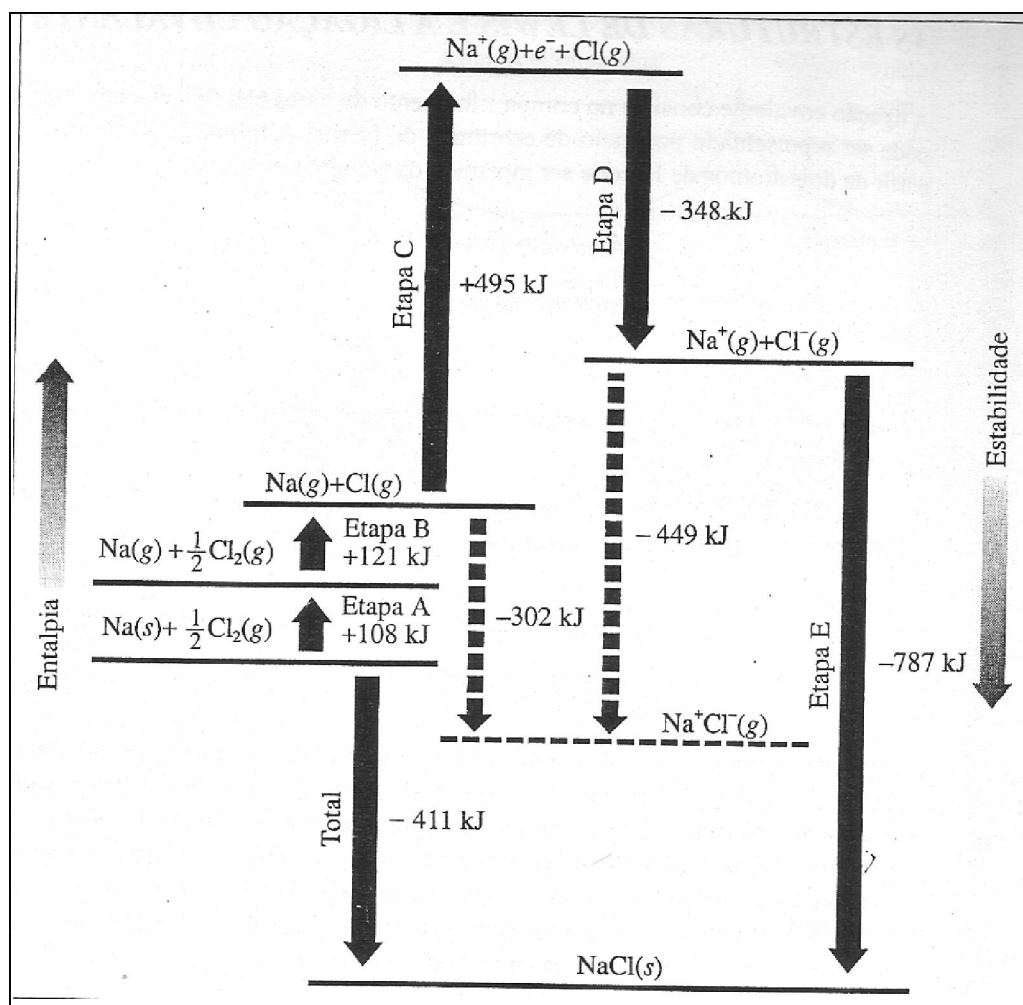 Na⁺(g)+e⁻+Cl(g)
Etapa C
+495 kJ
Etapa D
– 348 kJ
Na⁺(g)+Cl⁻(g)
Entalpia
Estabilidade
Na(g)+Cl(g)
Etapa B
+121 kJ
Na(g) + ½Cl₂(g)
Etapa A
+108 kJ
Na(s)+ ½Cl₂(g)
–302 kJ
– 449 kJ
Etapa E
–787 kJ
Na⁺Cl⁻(g)
Total
– 411 kJ
NaCl(s)